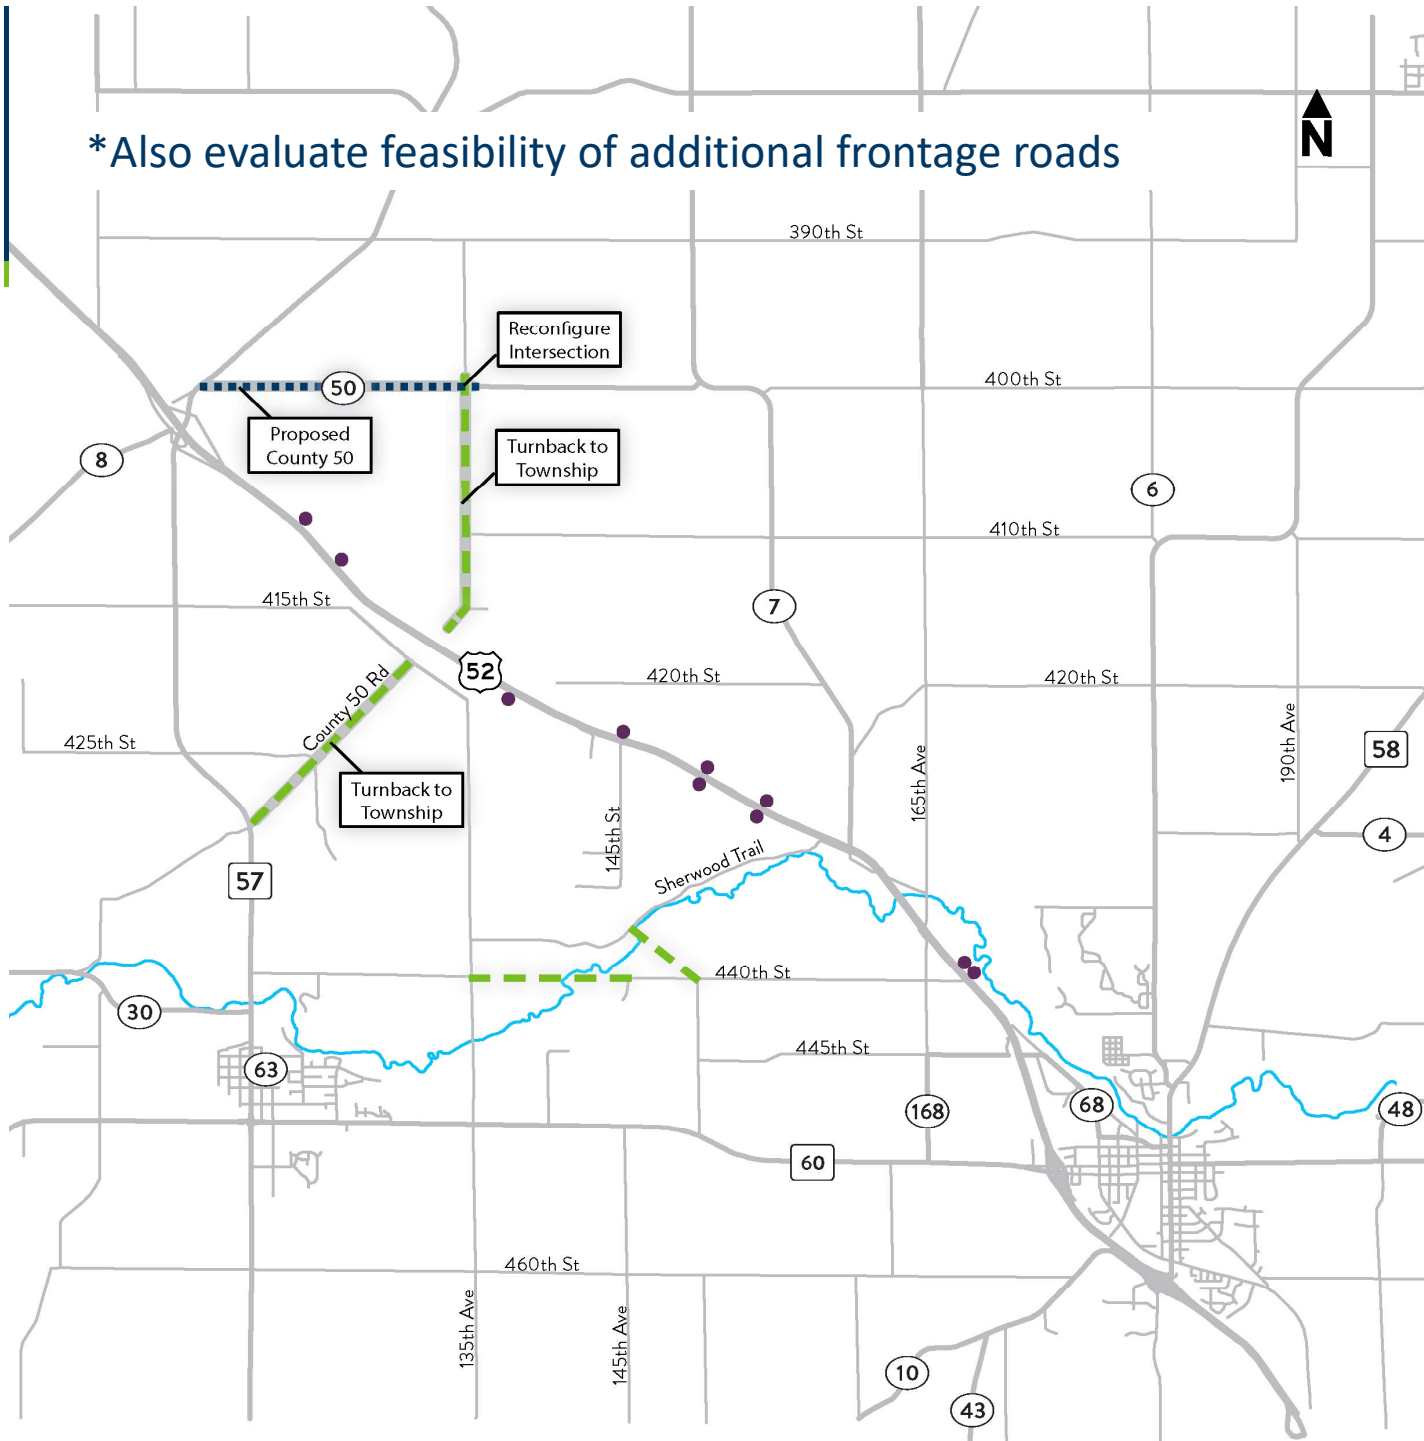 *Also evaluate feasibility of additional frontage roads
N
390th St
Reconfigure
Intersection
50
400th St
Proposed
County 50
Turnback to
Township
8
6
410th St
415th St
7
52
420th St
420th St
County 50 Rd
425th St
190th Ave
58
165th Ave
Turnback to
Township
145th St
4
Sherwood Trail
57
440th St
30
445th St
63
168
68
48
60
460th St
135th Ave
145th Ave
10
43